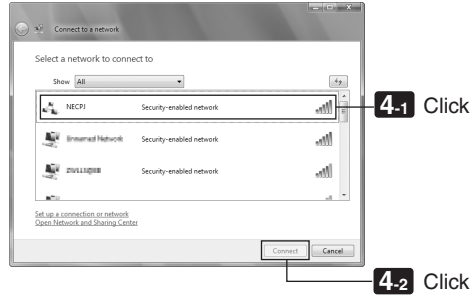 Connect to a network
Select a network to connect to
Show All
NECPJ Security-enabled network
4-1 Click
Security-enabled network
Security-enabled network
Set up a connection or network
Open Network and Sharing Center
Connect Cancel
4-2 Click